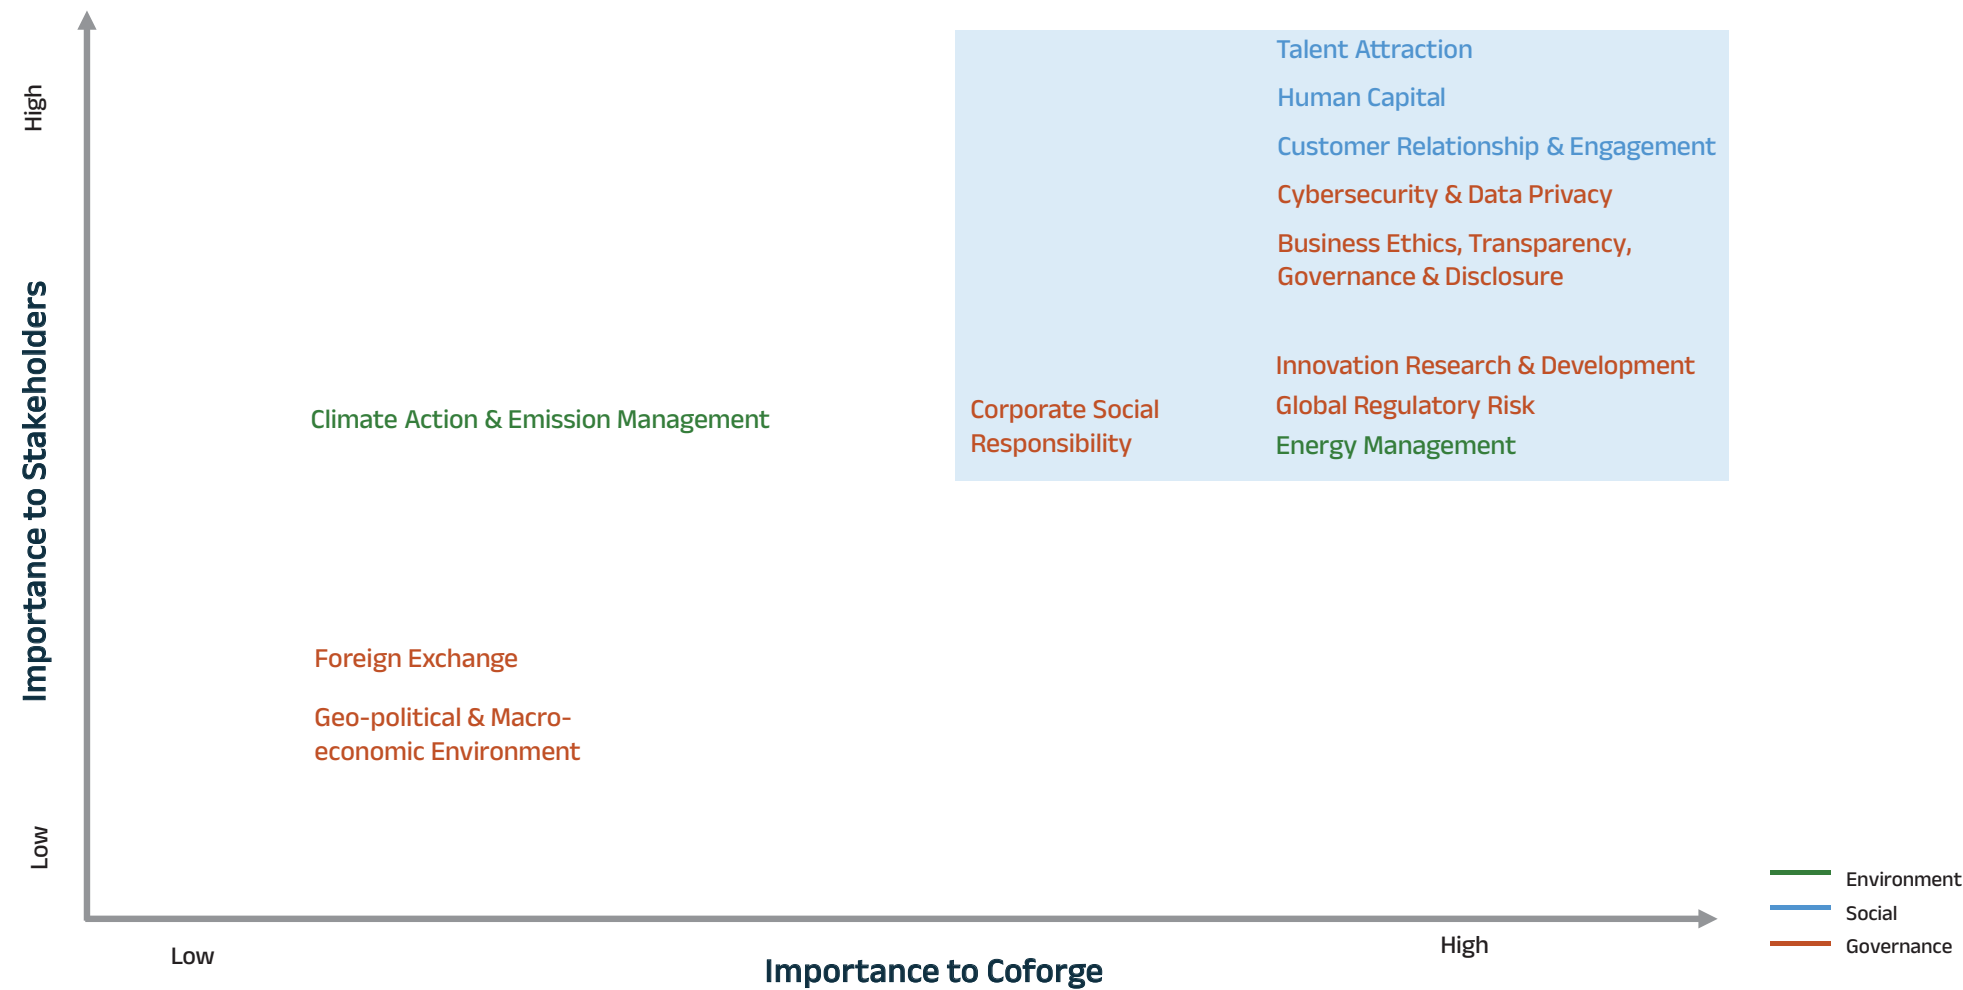 High
Importance to Stakeholders
Low
Talent Attraction
Human Capital
Customer Relationship & Engagement
Cybersecurity & Data Privacy
Business Ethics, Transparency,
Governance & Disclosure
Innovation Research & Development
Global Regulatory Risk
Energy Management
Corporate Social
Responsibility
Climate Action & Emission Management
Foreign Exchange
Geo-political & Macro-
economic Environment
Low
Importance to Coforge
High
Environment
Social
Governance